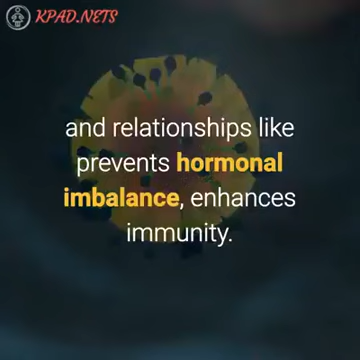 KPAD.NETS
and relationships like
prevents hormonal
imbalance, enhances
immunity.